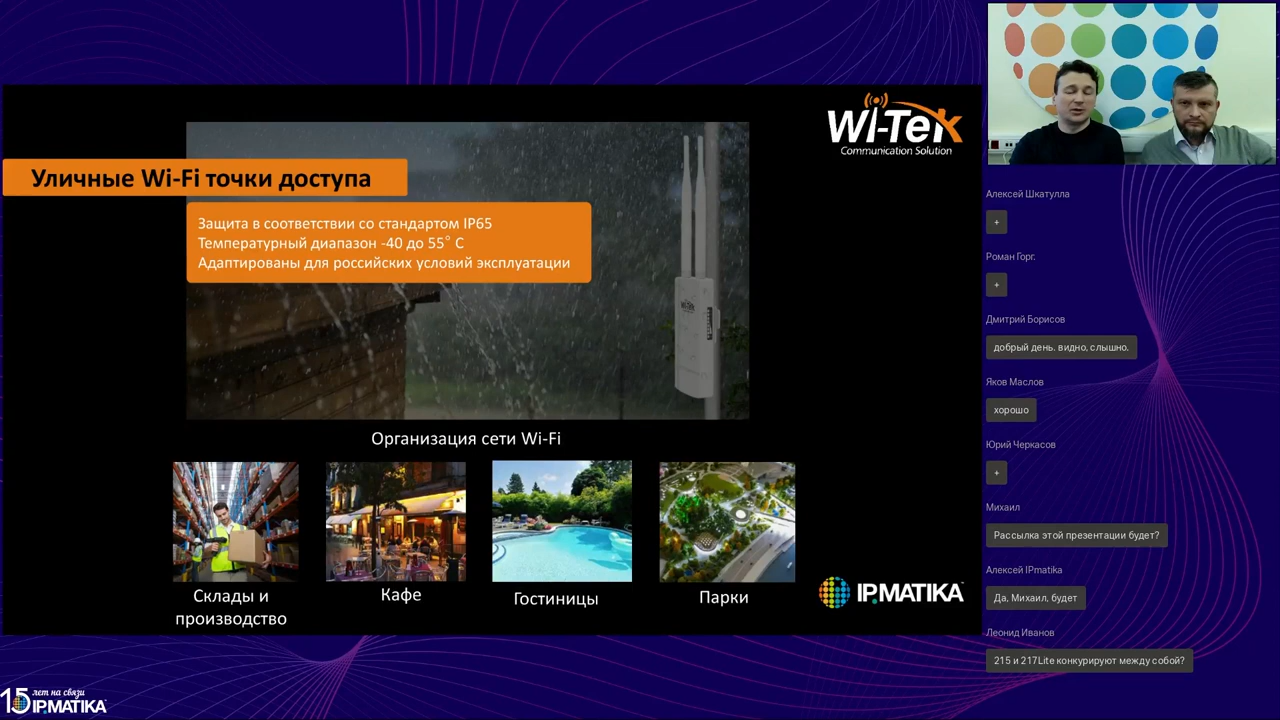 Wi-Tek
Communication Solution
Уличные Wi-Fi точки доступа
Защита в соответствии со стандартом IP65
Температурный диапазон -40 до 55° С
Адаптированы для российских условий эксплуатации
Wi-Tek
Организация сети Wi-Fi
Склады и
производство
Кафе
Гостиницы
Парки
IPMATIKA
Алексей Шкатулла
+
Роман Горг.
+
Дмитрий Борисов
добрый день. видно, слышно.
Яков Маслов
хорошо
Юрий Черкасов
+
Михаил
Рассылка этой презентации будет?
Алексей IPmatika
Да, Михаил, будет
Леонид Иванов
215 и 217Lite конкурируют между собой?
15 лет на связи
IPMATIKA